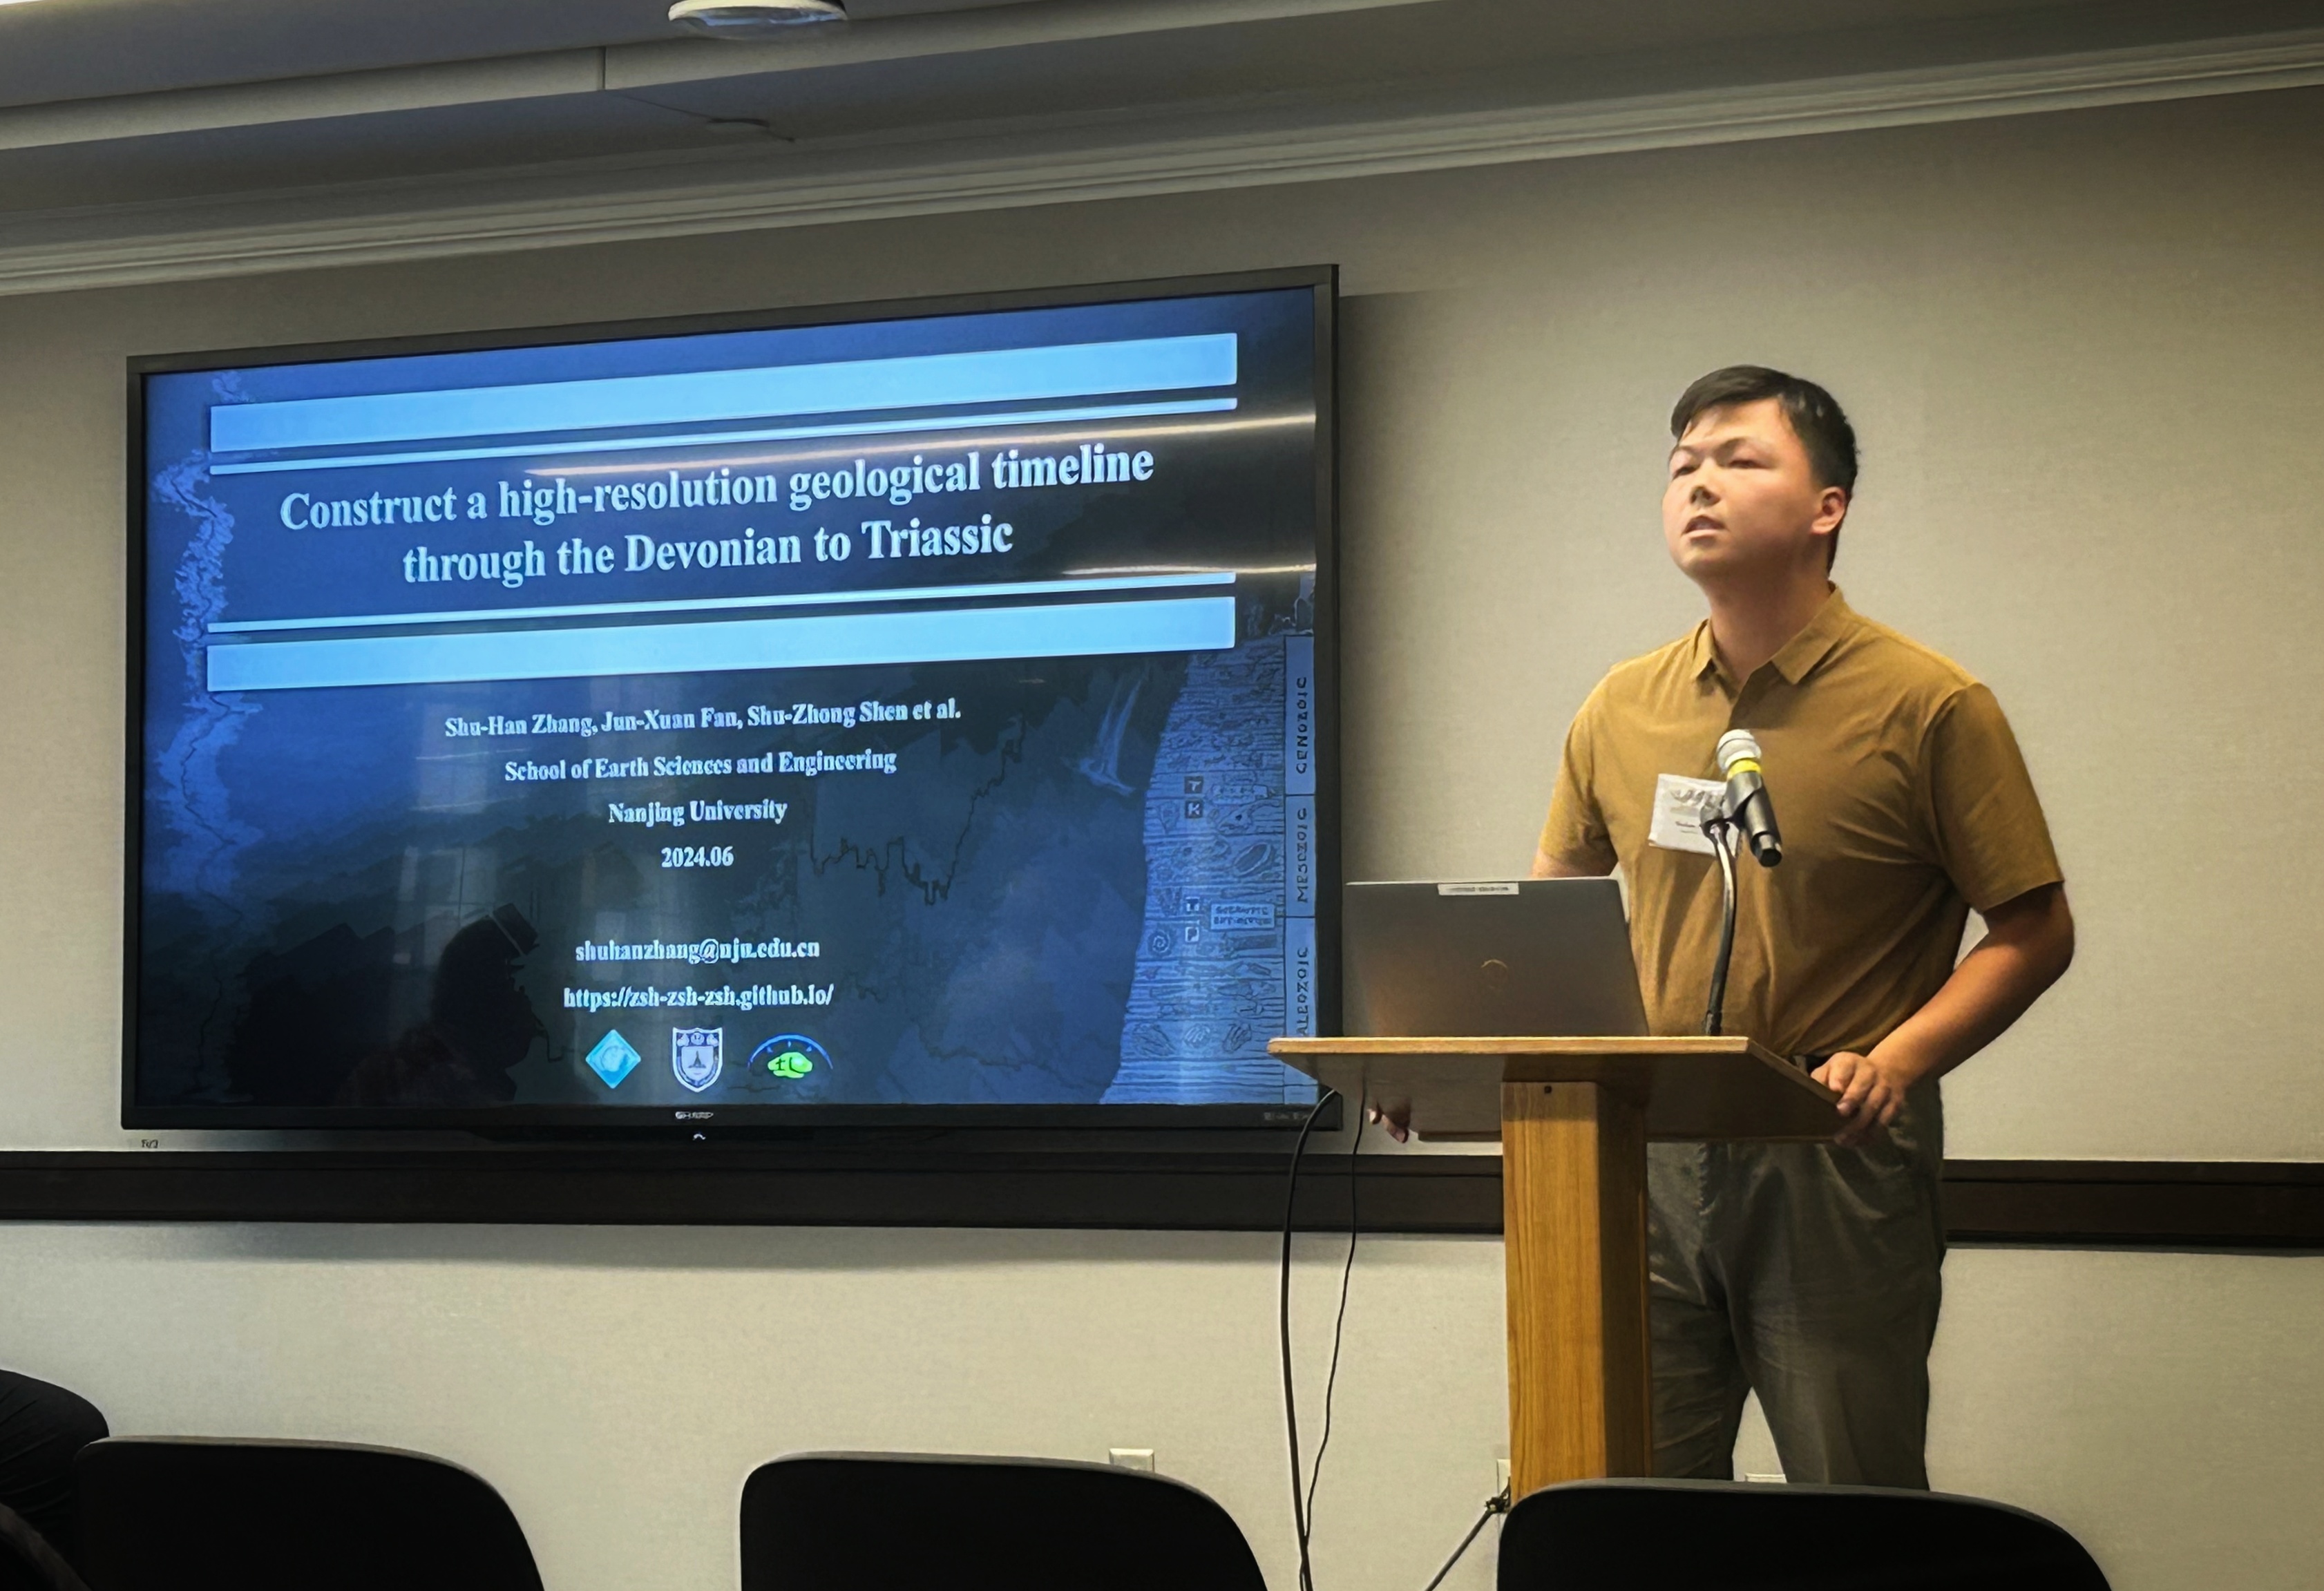 Construct a high-resolution geological timeline
through the Devonian to Triassic
Shu-Han Zhang, Jun-Xuan Fan, Shu-Zhong Shen et al.
School of Earth Sciences and Engineering
Nanjing University
2024.06
shuhanzhang@nju.edu.cn
https://zsh-zsh-zsh.github.io/
CENOZOIC
MESOZOIC
ALEOZOIC
T
K
SHARP